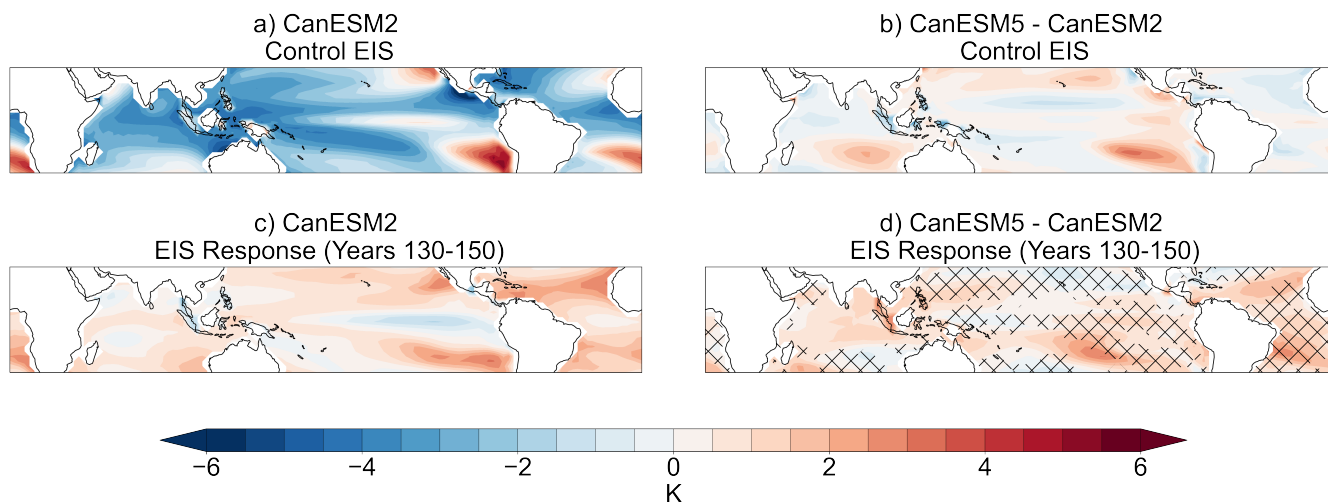 a) CanESM2
Control EIS
b) CanESM5 - CanESM2
Control EIS
c) CanESM2
EIS Response (Years 130-150)
d) CanESM5 - CanESM2
EIS Response (Years 130-150)
−6 −4 −2 0 2 4 6
K